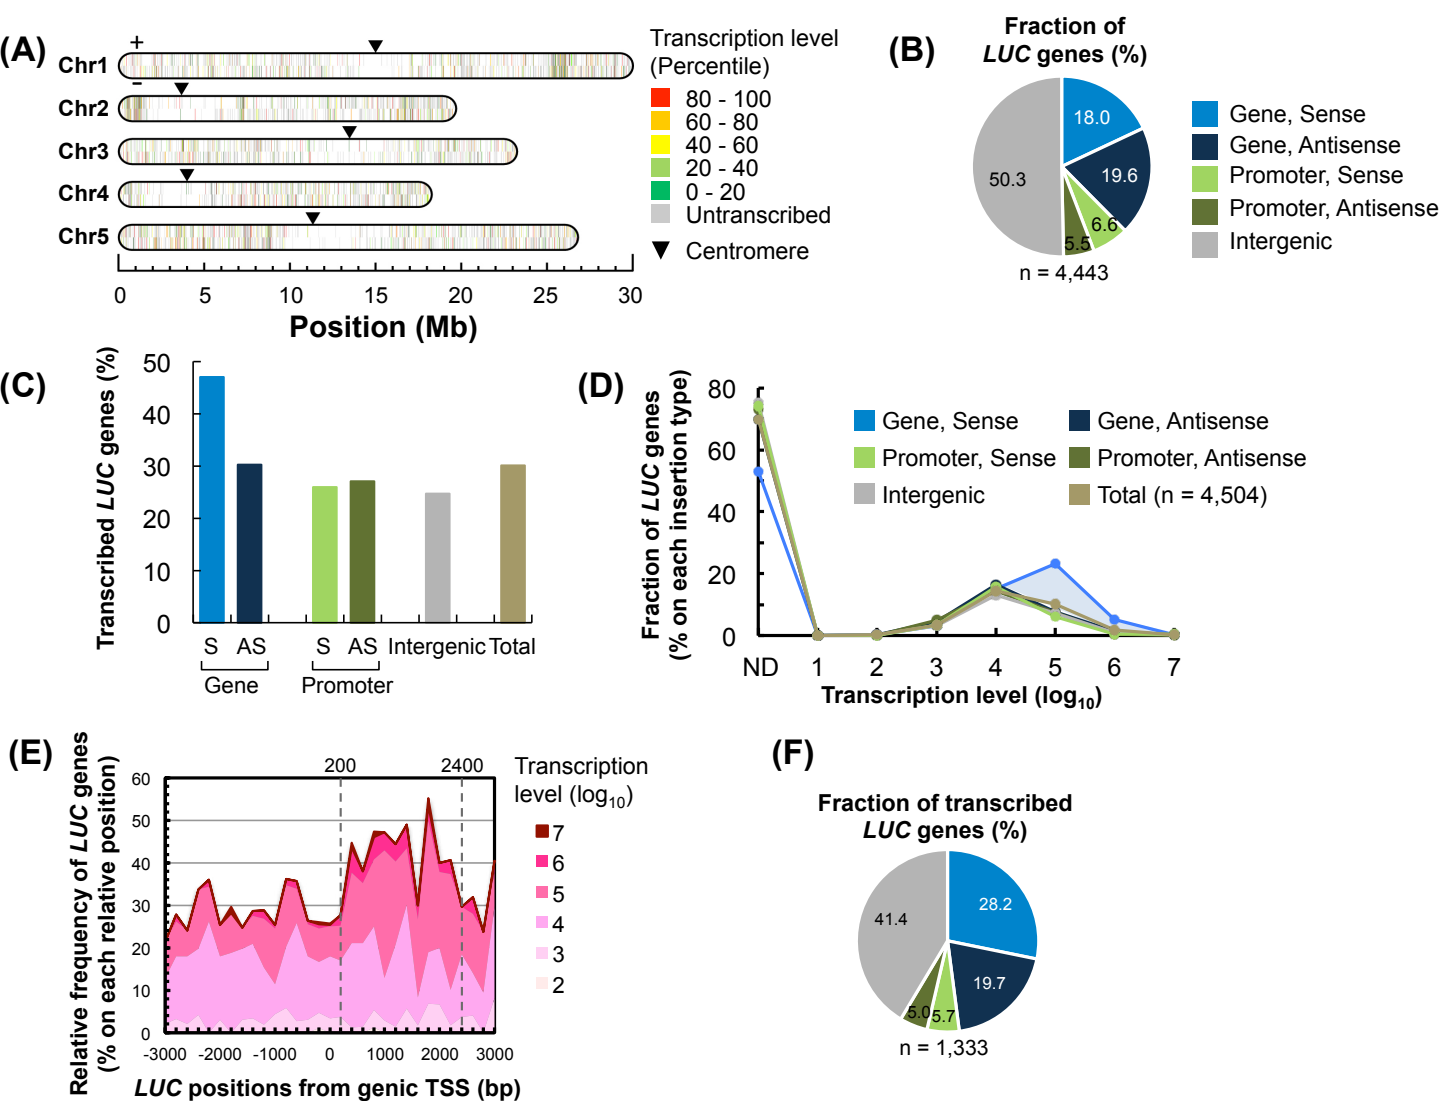 (A)
+
-
Chr1
Chr2
Chr3
Chr4
Chr5
0 5 10 15 20 25 30
Position (Mb)
Transcription level
(Percentile)
80 - 100
60 - 80
40 - 60
20 - 40
0 - 20
Untranscribed
Centromere
(B)
Fraction of
LUC genes (%)
18.0
19.6
6.6
5.5
50.3
n = 4,443
Gene, Sense
Gene, Antisense
Promoter, Sense
Promoter, Antisense
Intergenic
(C)
Transcribed LUC genes (%)
50
40
30
20
10
0
S AS S AS Intergenic Total
Gene Promoter
(D)
Fraction of LUC genes
(% on each insertion type)
80
60
40
20
0
Gene, Sense Gene, Antisense
Promoter, Sense Promoter, Antisense
Intergenic Total (n = 4,504)
ND 1 2 3 4 5 6 7
Transcription level (log10)
(E)
Relative frequency of LUC genes
(% on each relative position)
200 2400
60
50
40
30
20
10
0
-3000 -2000 -1000 0 1000 2000 3000
LUC positions from genic TSS (bp)
Transcription
level (log10)
7
6
5
4
3
2
(F)
Fraction of transcribed
LUC genes (%)
28.2
19.7
5.7
5.0
41.4
n = 1,333